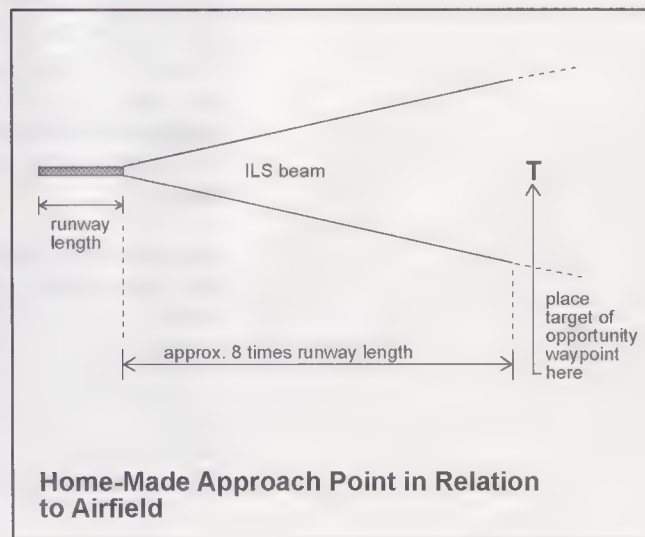 ILS beam
T
runway
length
place
target of
opportunity
waypoint
here
approx. 8 times runway length
Home-Made Approach Point in Relation
to Airfield